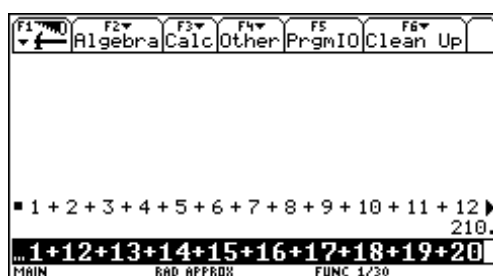 F1 F2 F3 F4 F5 F6
Algebra Calc Other PrgmIO Clean Up
1 + 2 + 3 + 4 + 5 + 6 + 7 + 8 + 9 + 10 + 11 + 12
210.
…1+12+13+14+15+16+17+18+19+20
MAIN RAD APPROX FUNC 1/30